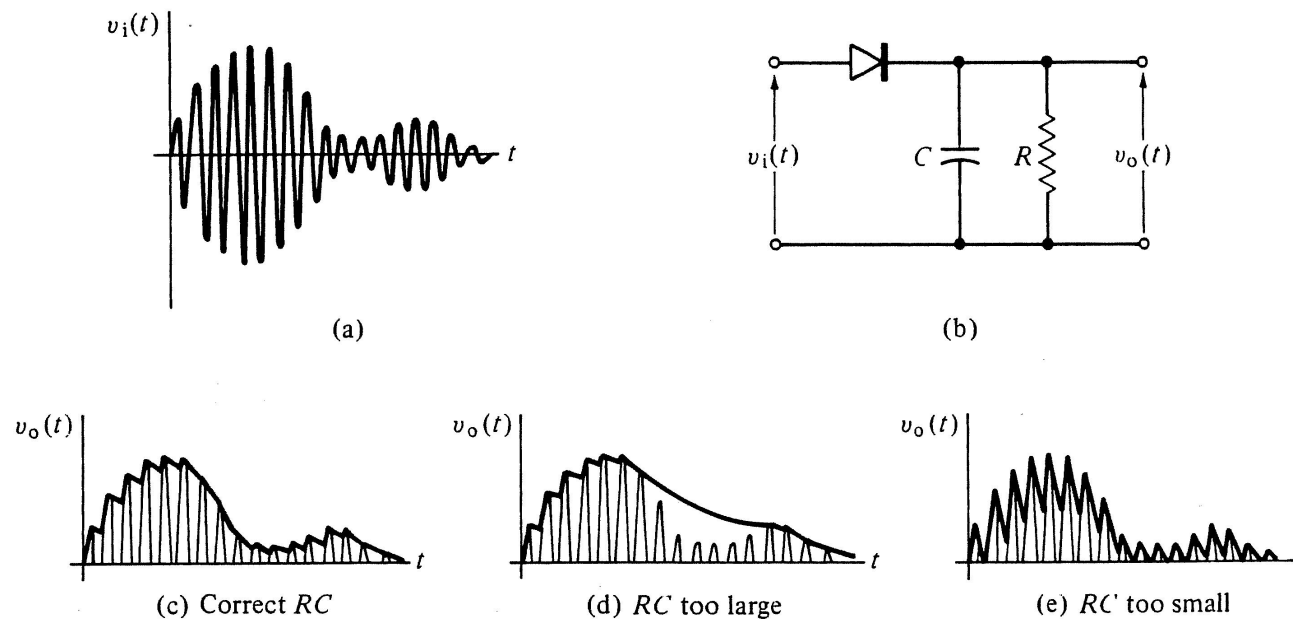 v_i(t)
t
(a)
v_i(t)
C
R
v_o(t)
(b)
v_o(t)
t
(c) Correct RC
v_o(t)
t
(d) RC too large
v_o(t)
(e) RC too small